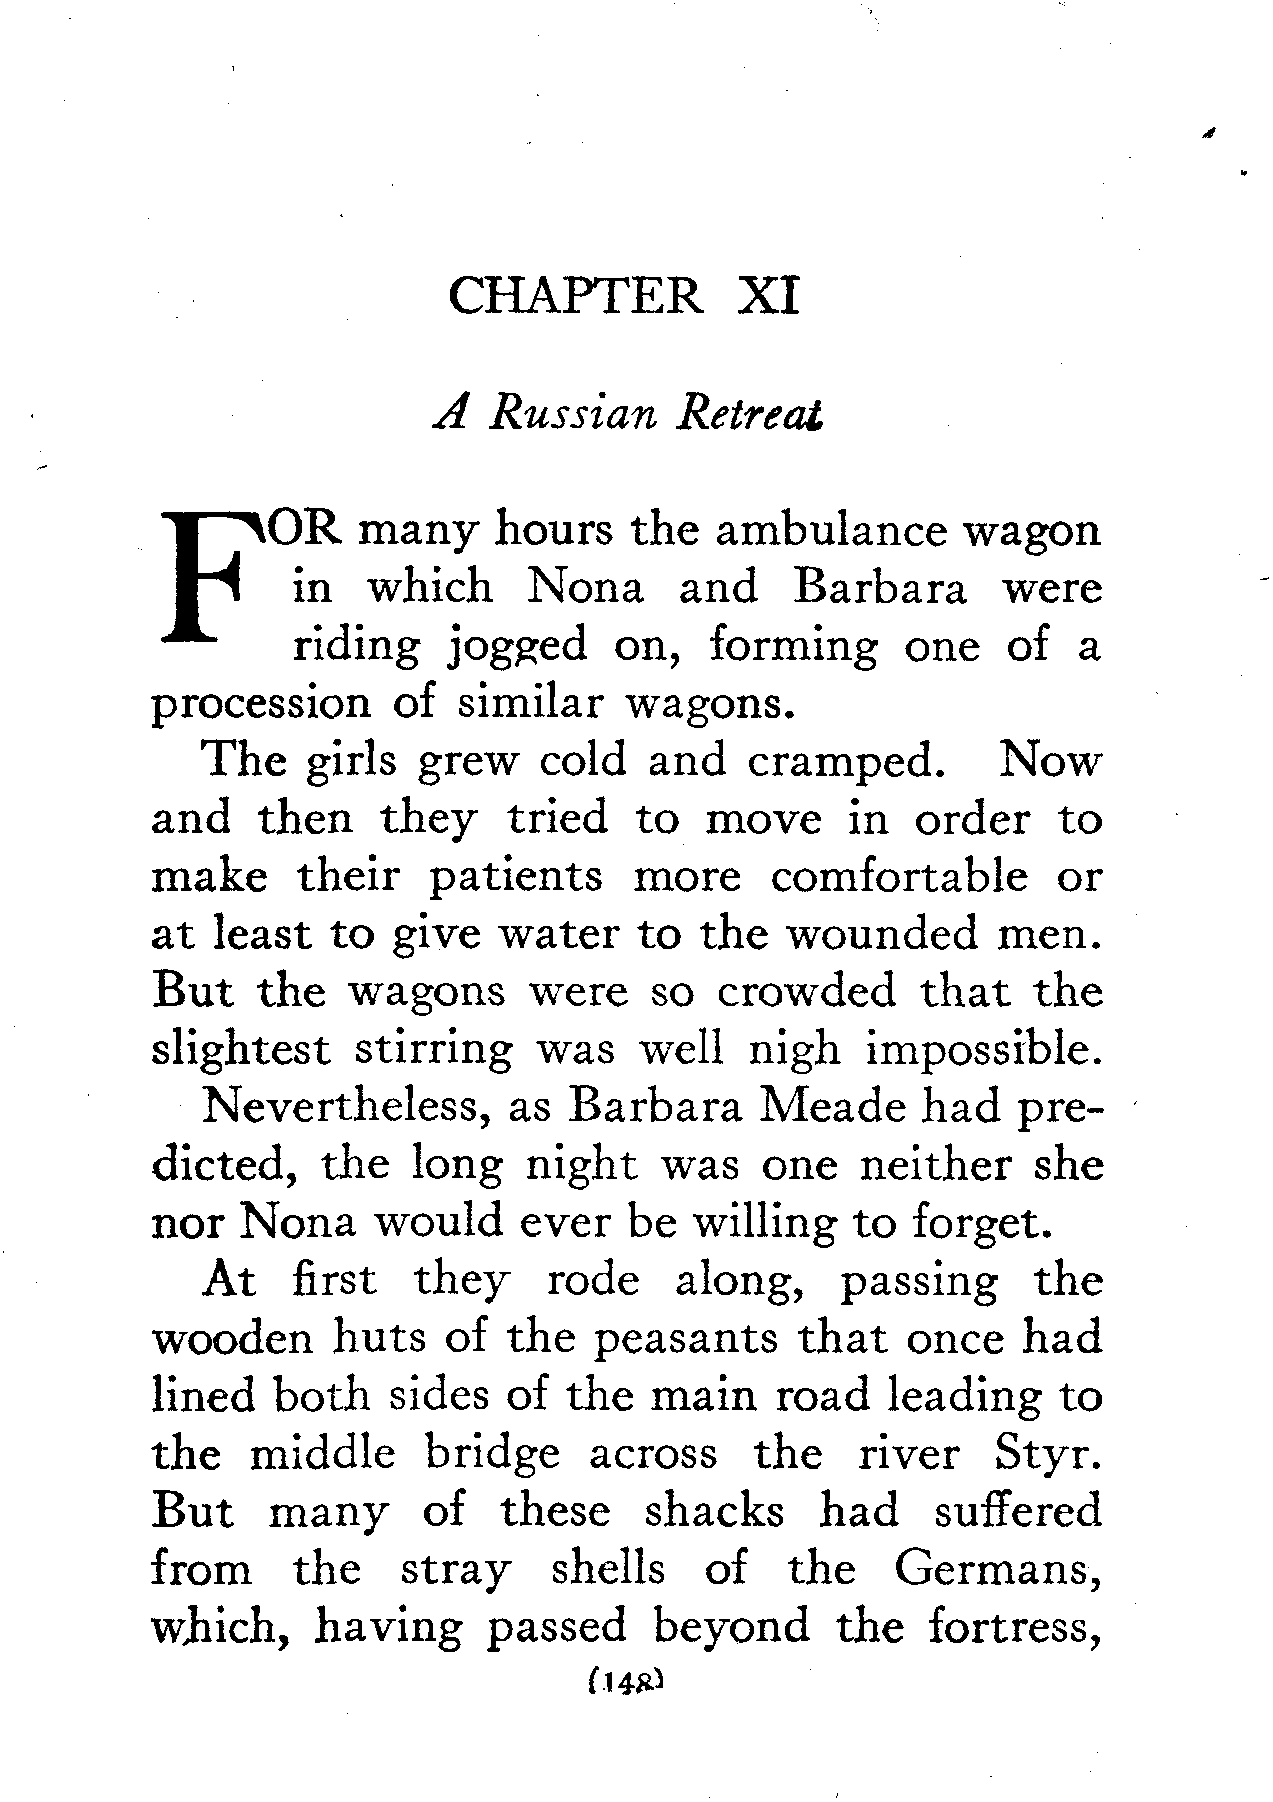 CHAPTER XI
A Russian Retreat
FOR many hours the ambulance wagon
in which Nona and Barbara were
riding jogged on, forming one of a
procession of similar wagons.
The girls grew cold and cramped. Now
and then they tried to move in order to
make their patients more comfortable or
at least to give water to the wounded men.
But the wagons were so crowded that the
slightest stirring was well nigh impossible.
Nevertheless, as Barbara Meade had pre-
dicted, the long night was one neither she
nor Nona would ever be willing to forget.
At first they rode along, passing the
wooden huts of the peasants that once had
lined both sides of the main road leading to
the middle bridge across the river Styr.
But many of these shacks had suffered
from the stray shells of the Germans,
which, having passed beyond the fortress,
(148)